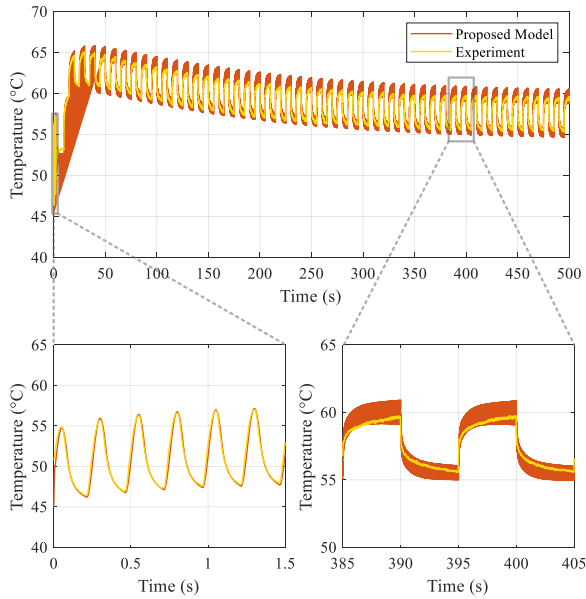 70
65
60
55
50
45
40
Temperature (°C)
Proposed Model
Experiment
0 50 100 150 200 250 300 350 400 450 500
Time (s)
65
60
55
50
45
40
Temperature (°C)
0 0.5 1 1.5
Time (s)
65
60
55
50
Temperature (°C)
385 390 395 400 405
Time (s)